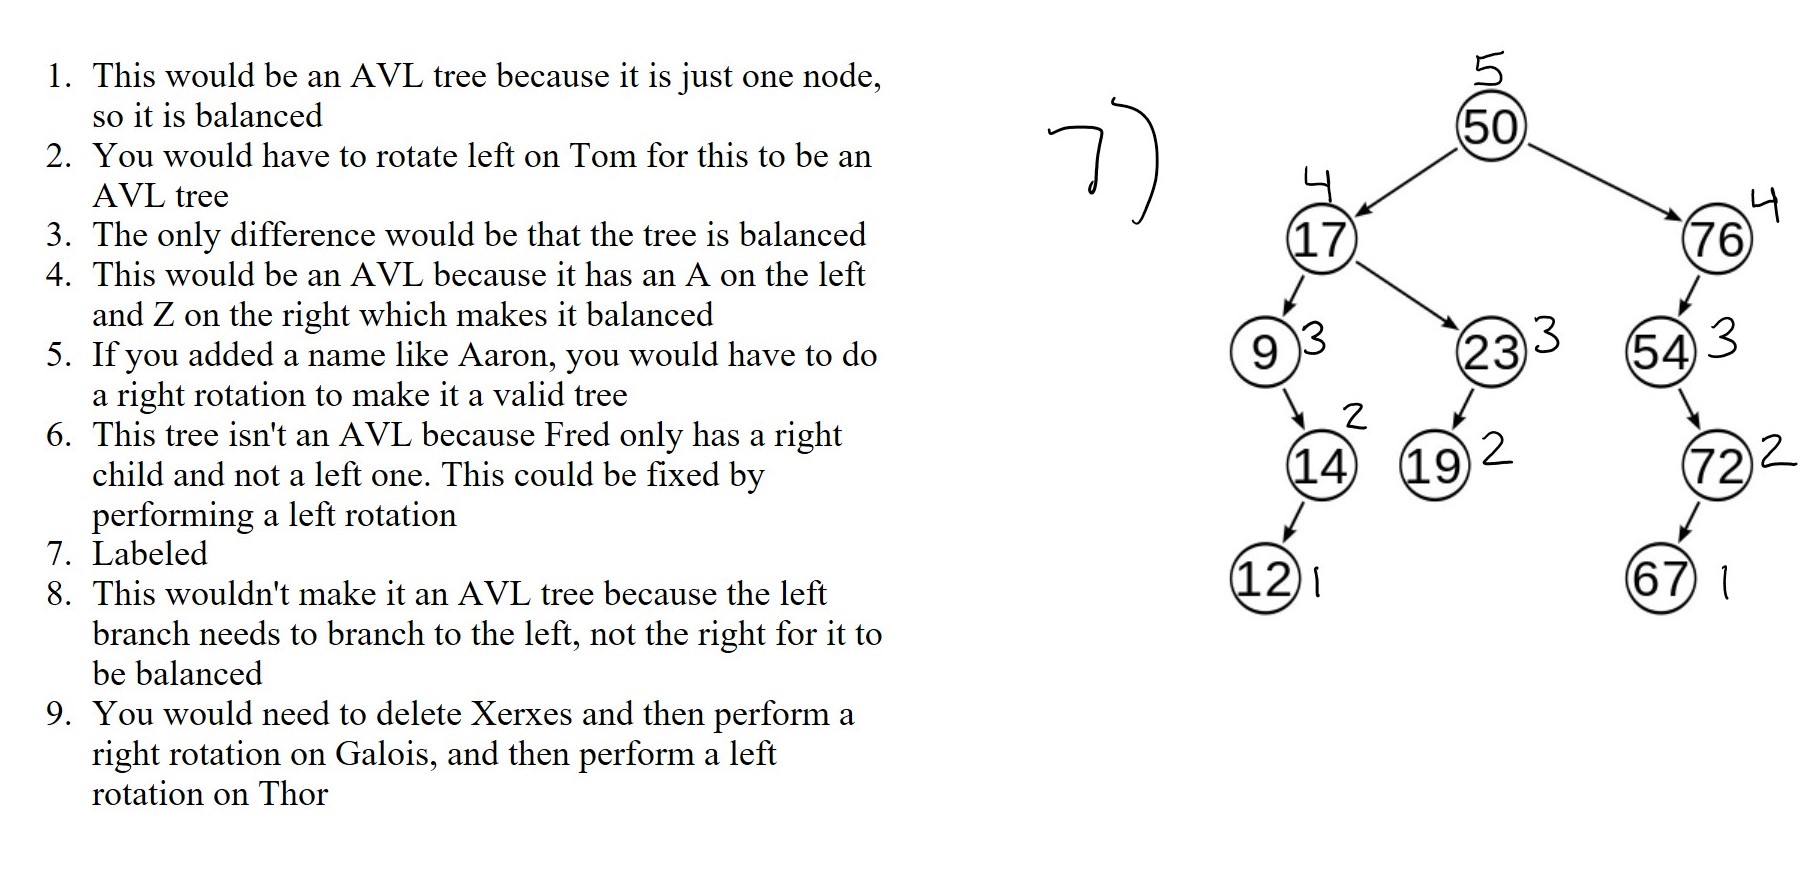 1. This would be an AVL tree because it is just one node,
so it is balanced
2. You would have to rotate left on Tom for this to be an
AVL tree
3. The only difference would be that the tree is balanced
4. This would be an AVL because it has an A on the left
and Z on the right which makes it balanced
5. If you added a name like Aaron, you would have to do
a right rotation to make it a valid tree
6. This tree isn't an AVL because Fred only has a right
child and not a left one. This could be fixed by
performing a left rotation
7. Labeled
8. This wouldn't make it an AVL tree because the left
branch needs to branch to the left, not the right for it to
be balanced
9. You would need to delete Xerxes and then perform a
right rotation on Galois, and then perform a left
rotation on Thor
7)
5
50
4
17
76 4
9 3
23 3
54 3
2
14
19 2
72 2
12 1
67 1